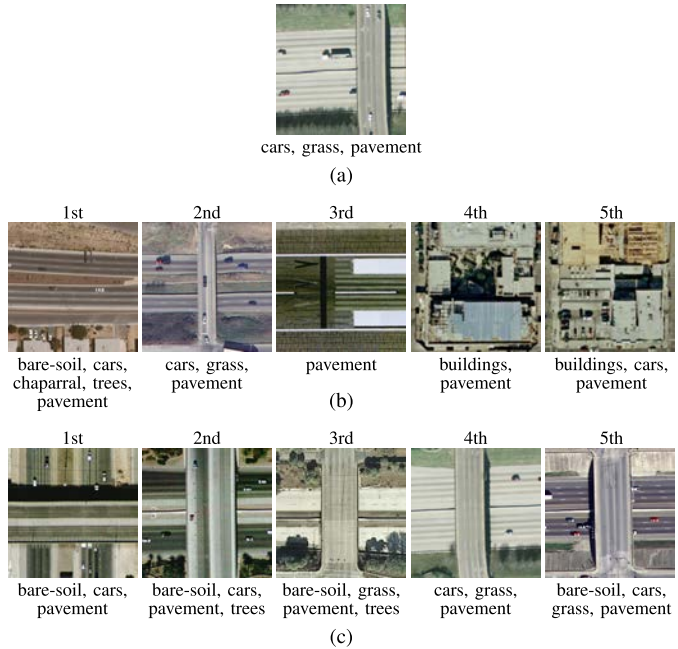 cars, grass, pavement
(a)
1st 2nd 3rd 4th 5th
bare-soil, cars, chaparral, trees, pavement
cars, grass, pavement
pavement
buildings, pavement
buildings, cars, pavement
(b)
1st 2nd 3rd 4th 5th
bare-soil, cars, pavement
bare-soil, cars, pavement, trees
bare-soil, grass, pavement, trees
cars, grass, pavement
bare-soil, cars, grass, pavement
(c)